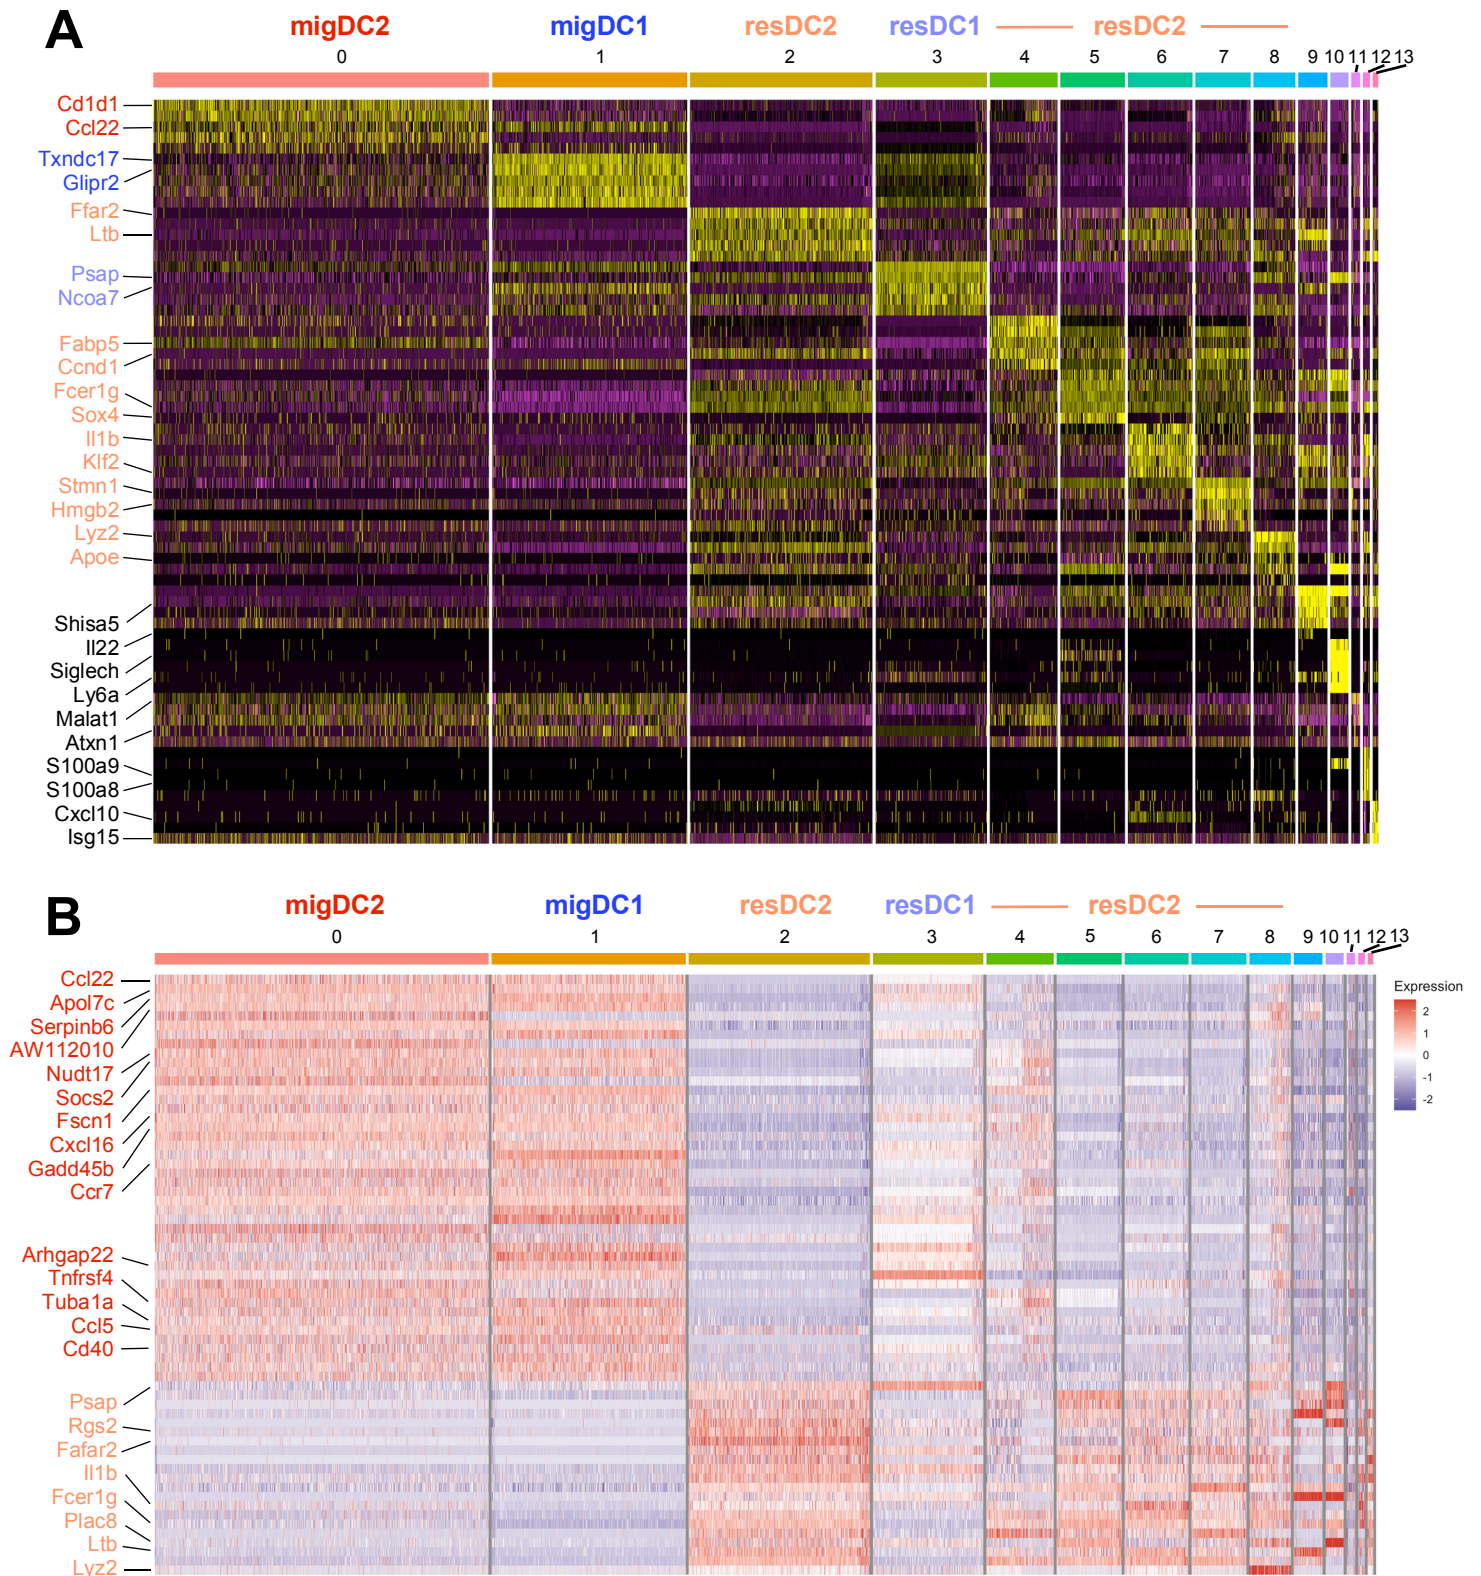 A
migDC2 migDC1 resDC2 resDC1 resDC2
0 1 2 3 4 5 6 7 8 9 10 11 12 13
Cd1d1
Ccl22
Txndc17
Glipr2
Ffar2
Ltb
Psap
Ncoa7
Fabp5
Ccnd1
Fcer1g
Sox4
Il1b
Klf2
Stmn1
Hmgb2
Lyz2
Apoe
Shisa5
Il22
Siglech
Ly6a
Malat1
Atxn1
S100a9
S100a8
Cxcl10
Isg15
B
migDC2 migDC1 resDC2 resDC1 resDC2
0 1 2 3 4 5 6 7 8 9 10 11 12 13
Ccl22
Apol7c
Serpinb6
AW112010
Nudt17
Socs2
Fscn1
Cxcl16
Gadd45b
Ccr7
Arhgap22
Tnfrsf4
Tuba1a
Ccl5
Cd40
Psap
Rgs2
Fafar2
Il1b
Fcer1g
Plac8
Ltb
Lyz2
Expression
2
1
0
-1
-2